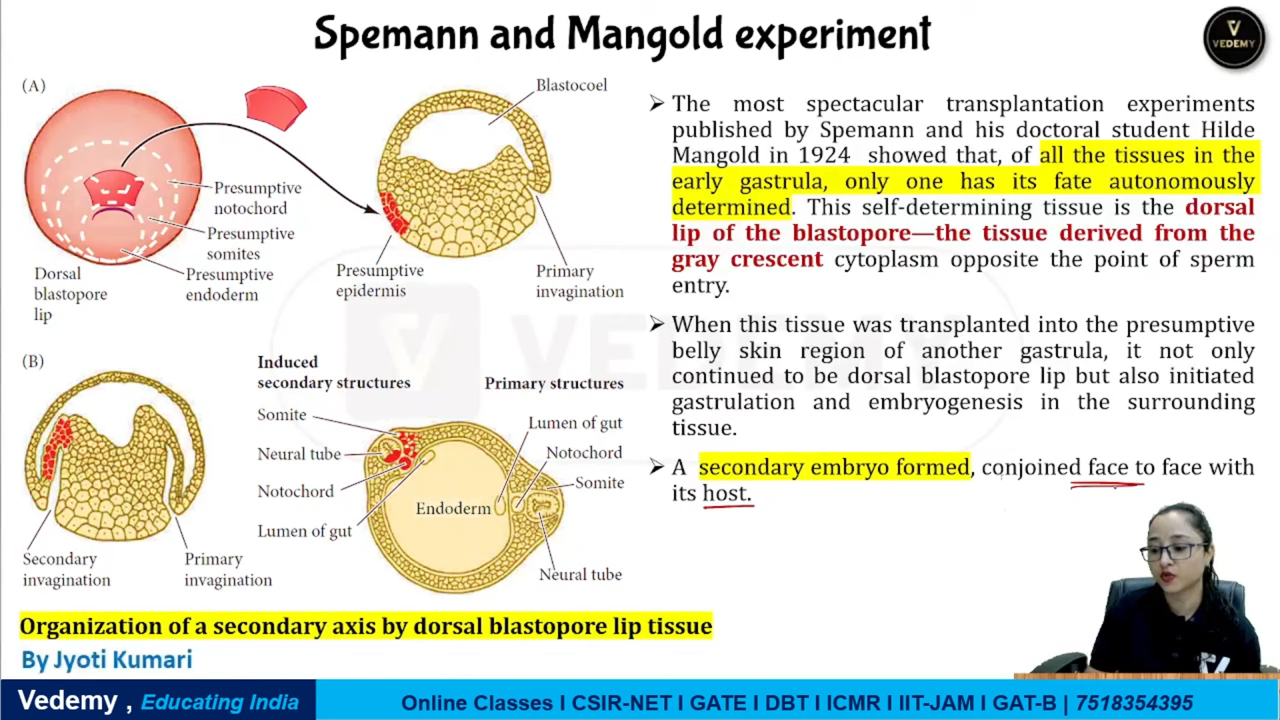 Spemann and Mangold experiment
VEDEMY
(A)
Blastocoel
Presumptive
notochord
Presumptive
somites
Presumptive
endoderm
Dorsal
blastopore
lip
Presumptive
epidermis
Primary
invagination
(B)
Secondary
invagination
Primary
invagination
Induced
secondary structures
Primary structures
Somite
Neural tube
Notochord
Lumen of gut
Endoderm
Lumen of gut
Notochord
Somite
Neural tube
➢ The most spectacular transplantation experiments
published by Spemann and his doctoral student Hilde
Mangold in 1924 showed that, of all the tissues in the
early gastrula, only one has its fate autonomously
determined. This self-determining tissue is the dorsal
lip of the blastopore—the tissue derived from the
gray crescent cytoplasm opposite the point of sperm
entry.
➢ When this tissue was transplanted into the presumptive
belly skin region of another gastrula, it not only
continued to be dorsal blastopore lip but also initiated
gastrulation and embryogenesis in the surrounding
tissue.
➢ A secondary embryo formed, conjoined face to face with
its host.
VEDEMY
Organization of a secondary axis by dorsal blastopore lip tissue
By Jyoti Kumari
Vedemy , Educating India
Online Classes I CSIR-NET I GATE I DBT I ICMR I IIT-JAM I GAT-B | 7518354395